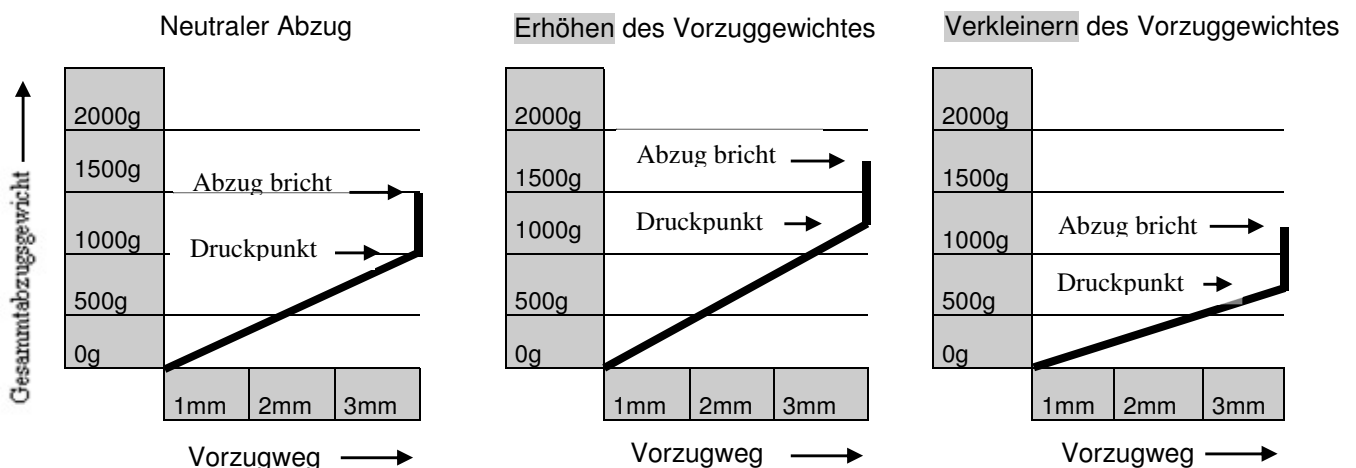 Neutraler Abzug
Gesammtabzugsgewicht
2000g
1500g
Abzug bricht
1000g
Druckpunkt
500g
0g
1mm 2mm 3mm
Vorzugweg
Erhöhen des Vorzuggewichtes
2000g
Abzug bricht
1500g
1000g
Druckpunkt
500g
0g
1mm 2mm 3mm
Vorzugweg
Verkleinern des Vorzuggewichtes
2000g
1500g
Abzug bricht
1000g
Druckpunkt
500g
0g
1mm 2mm 3mm
Vorzugweg